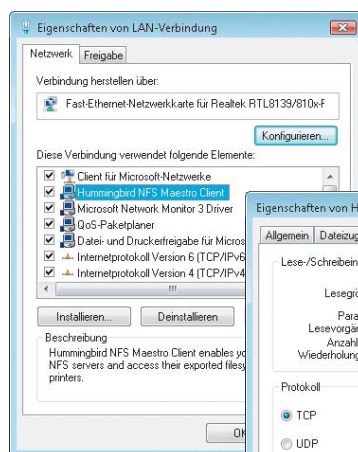 Eigenschaften von LAN-Verbindung
Netzwerk Freigabe
Verbindung herstellen über:
Fast-Ethernet-Netzwerkkarte für Realtek RTL8139/810x-F
Konfigurieren...
Diese Verbindung verwendet folgende Elemente:
Client für Microsoft-Netzwerke
Hummingbird NFS Maestro Client
Microsoft Network Monitor 3 Driver
QoS-Paketplaner
Datei- und Druckerfreigabe für Micros
Internetprotokoll Version 6 (TCP/IPv6
Internetprotokoll Version 4 (TCP/IPv4
Installieren... Deinstallieren
Beschreibung
Hummingbird NFS Maestro Client enables yo
NFS servers and access their exported filesy
printers.
OK
Eigenschaften von H
Allgemein Dateizug
Lese-/Schreibein
Lesegrö
Para
Lesevorgän
Anzahl
Wiederholung
Protokoll
TCP
UDP